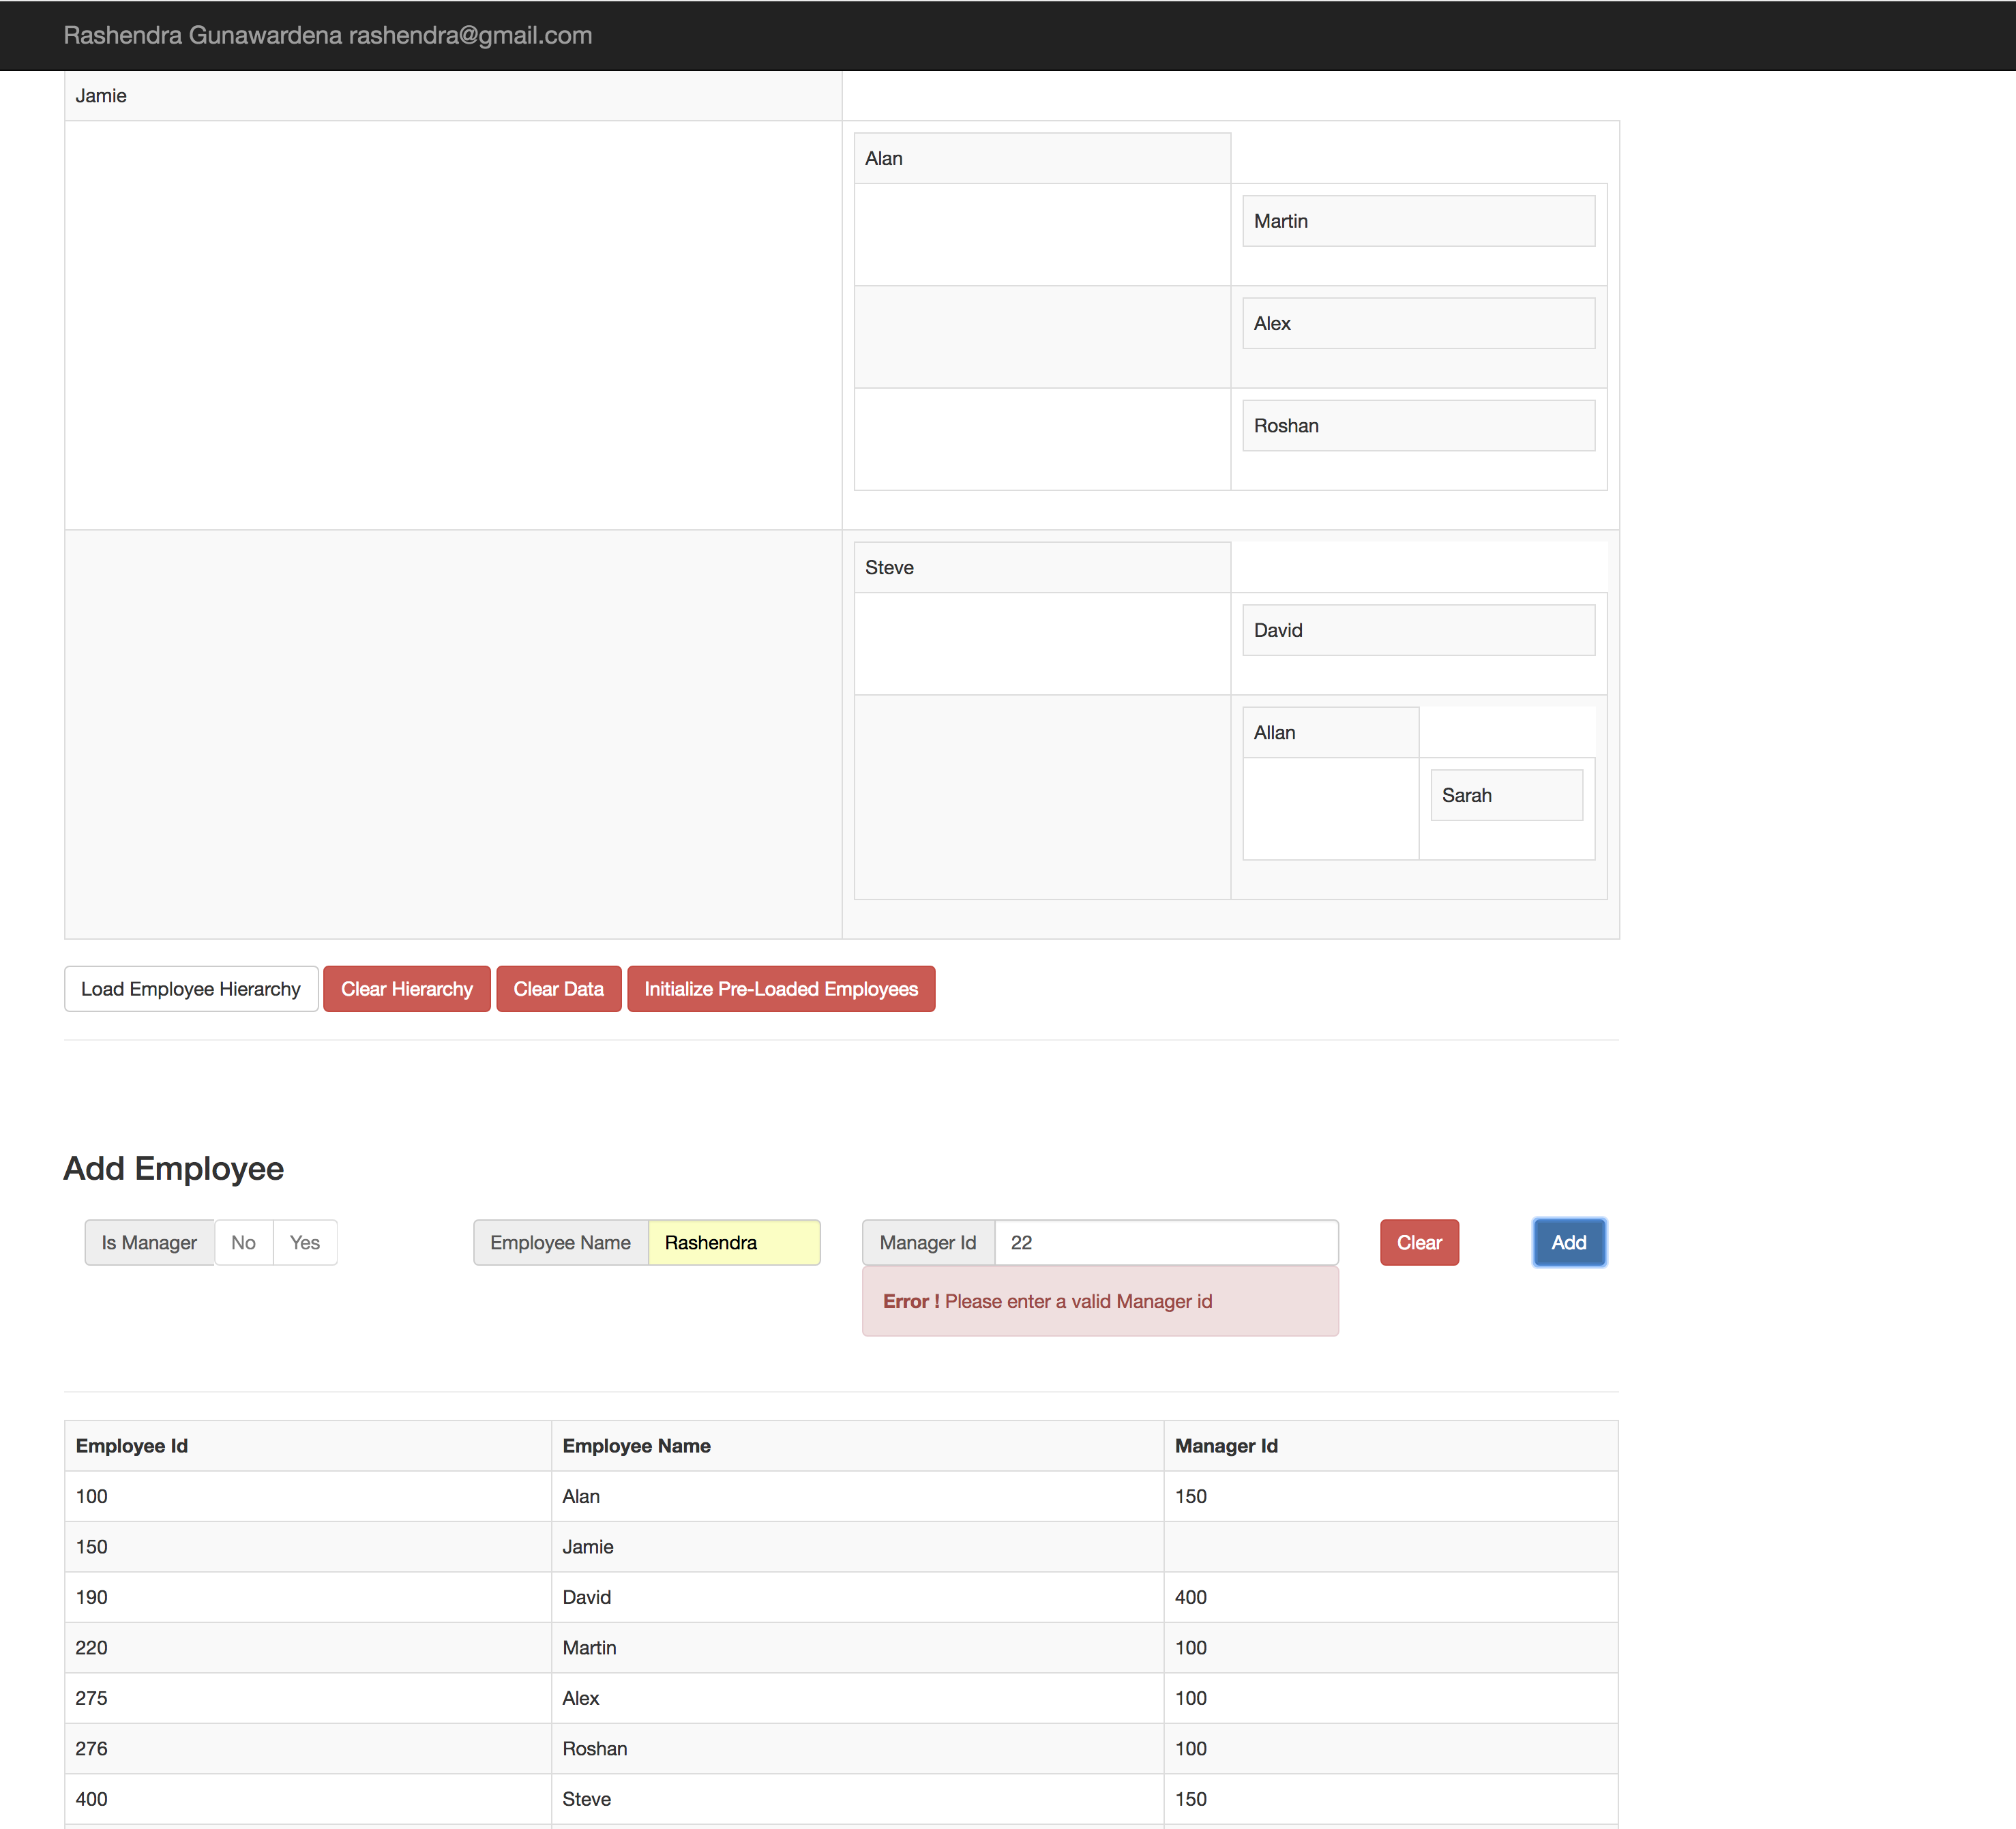 Rashendra Gunawardena rashendra@gmail.com
Jamie
Alan
Martin
Alex
Roshan
Steve
David
Allan
Sarah
Load Employee Hierarchy Clear Hierarchy Clear Data Initialize Pre-Loaded Employees
Add Employee
Is Manager No Yes Employee Name Rashendra Manager Id 22 Clear Add
Error ! Please enter a valid Manager id
Employee Id Employee Name Manager Id
100 Alan 150
150 Jamie
190 David 400
220 Martin 100
275 Alex 100
276 Roshan 100
400 Steve 150